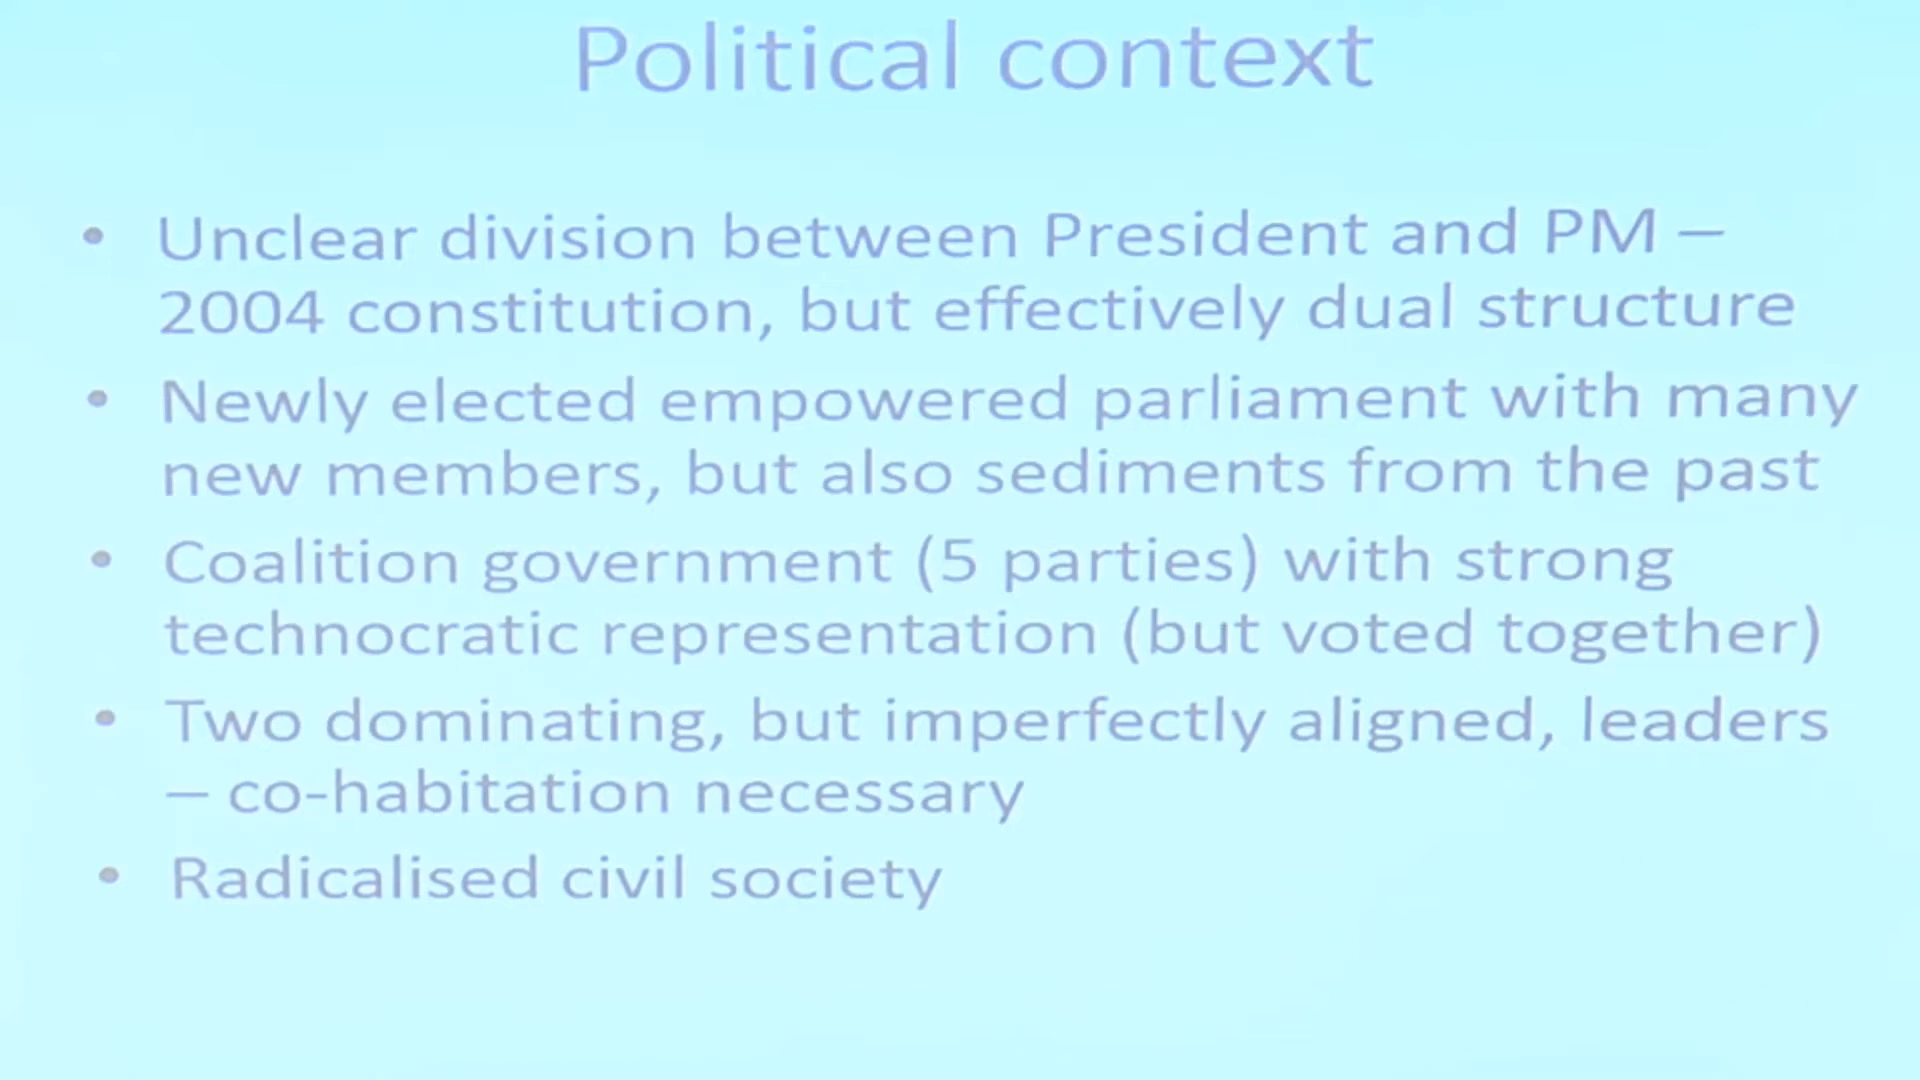 Political context
• Unclear division between President and PM –
2004 constitution, but effectively dual structure
• Newly elected empowered parliament with many
new members, but also sediments from the past
• Coalition government (5 parties) with strong
technocratic representation (but voted together)
• Two dominating, but imperfectly aligned, leaders
– co-habitation necessary
• Radicalised civil society